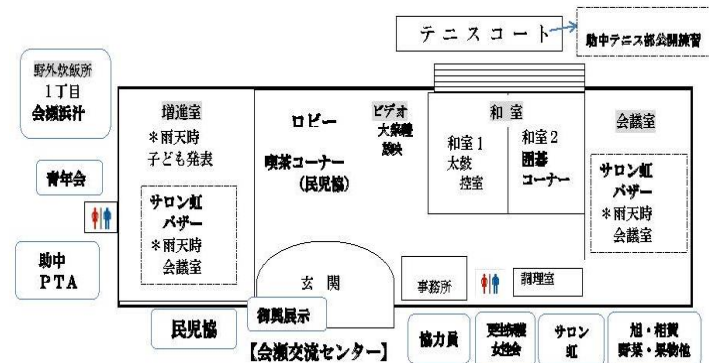 テニスコート
助中テニス部公開練習
野外炊飯所
1丁目
会瀬浜汁
増進室
＊雨天時
子ども発表
サロン虹
バザー
＊雨天時
会議室
ロビー
喫茶コーナー
（民児協）
ビデオ
放映
和 室
和室1
太鼓
控室
和室2
囲碁
コーナー
会議室
サロン虹
バザー
＊雨天時
会議室
青年会
助中
PTA
玄 関
事務所
調理室
民児協
御輿展示
【会瀬交流センター】
協力員
更生保護
女性会
サロン
虹
旭・相賀
野菜・果物他